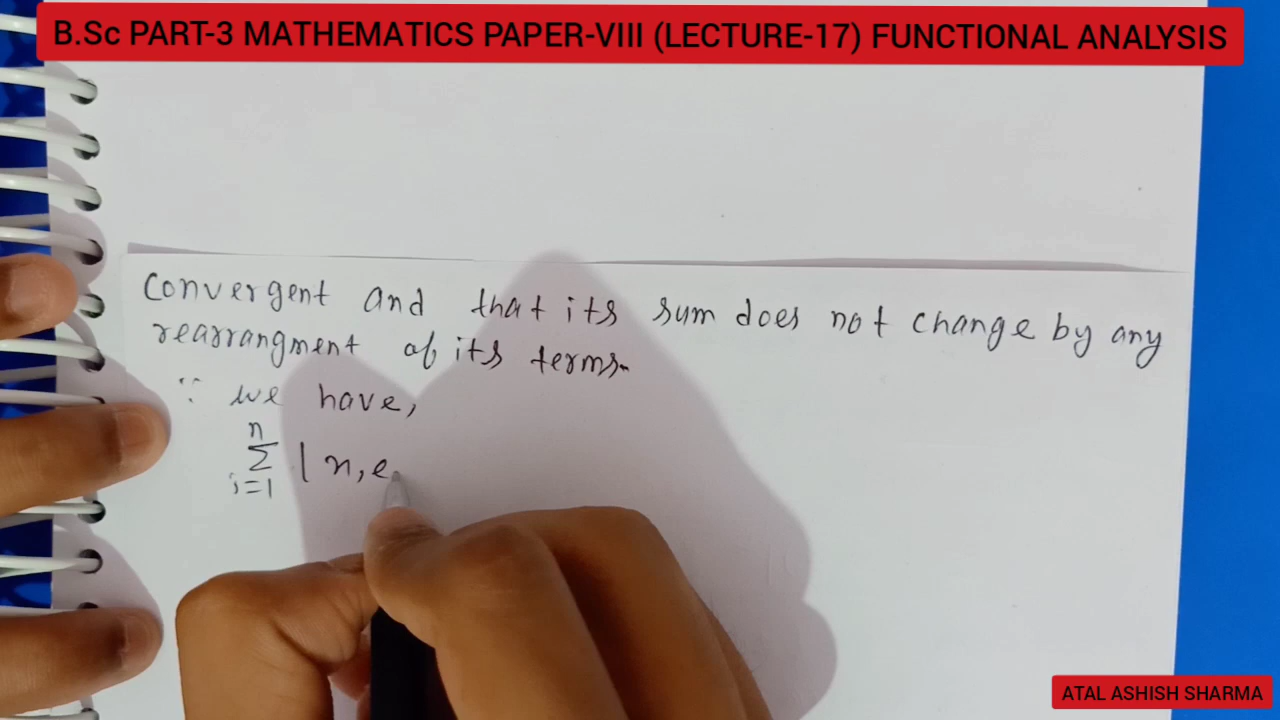 B.Sc PART-3 MATHEMATICS PAPER-VIII (LECTURE-17) FUNCTIONAL ANALYSIS
Convergent and that its sum does not change by any
rearrangment of its terms.
∵ we have,
n
Σ | x, e
i=1
ATAL ASHISH SHARMA